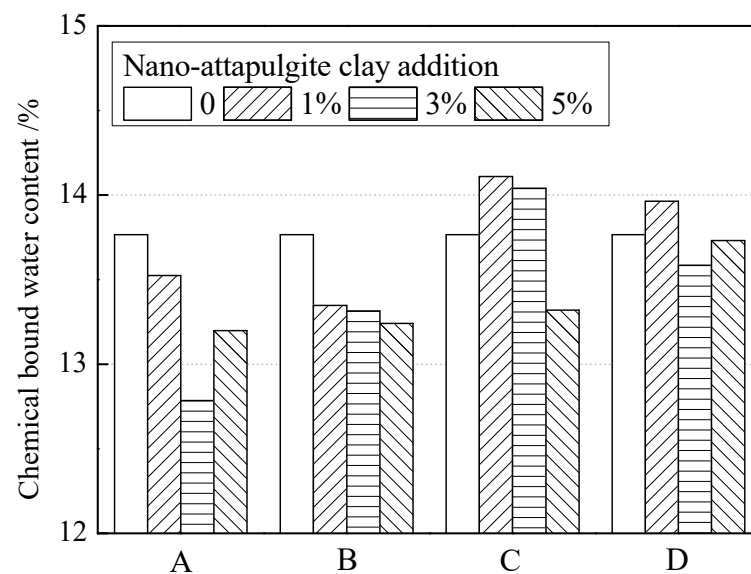 15
Nano-attapulgite clay addition
0 1% 3% 5%
14
13
12
Chemical bound water content /%
A B C D